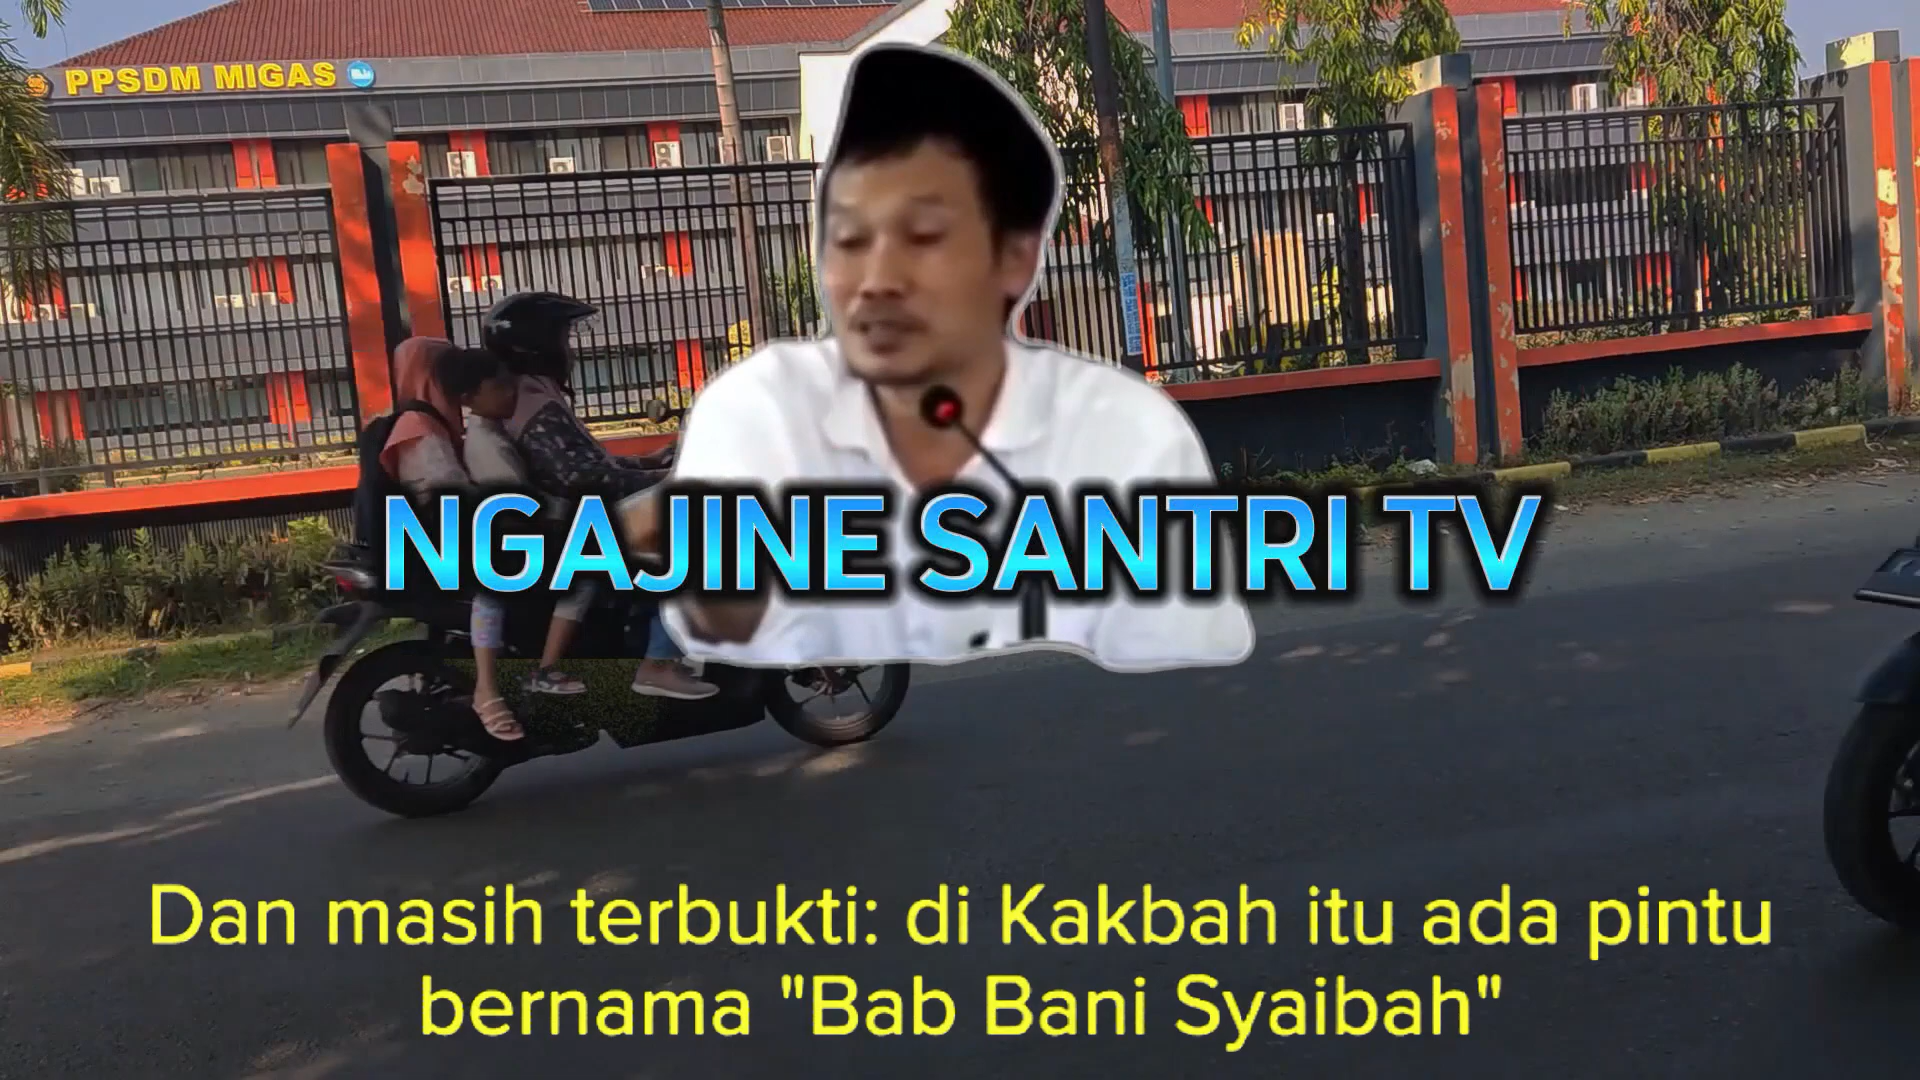 PPSDM MIGAS
NGAJINE SANTRI TV
Dan masih terbukti: di Kakbah itu ada pintu
bernama "Bab Bani Syaibah"